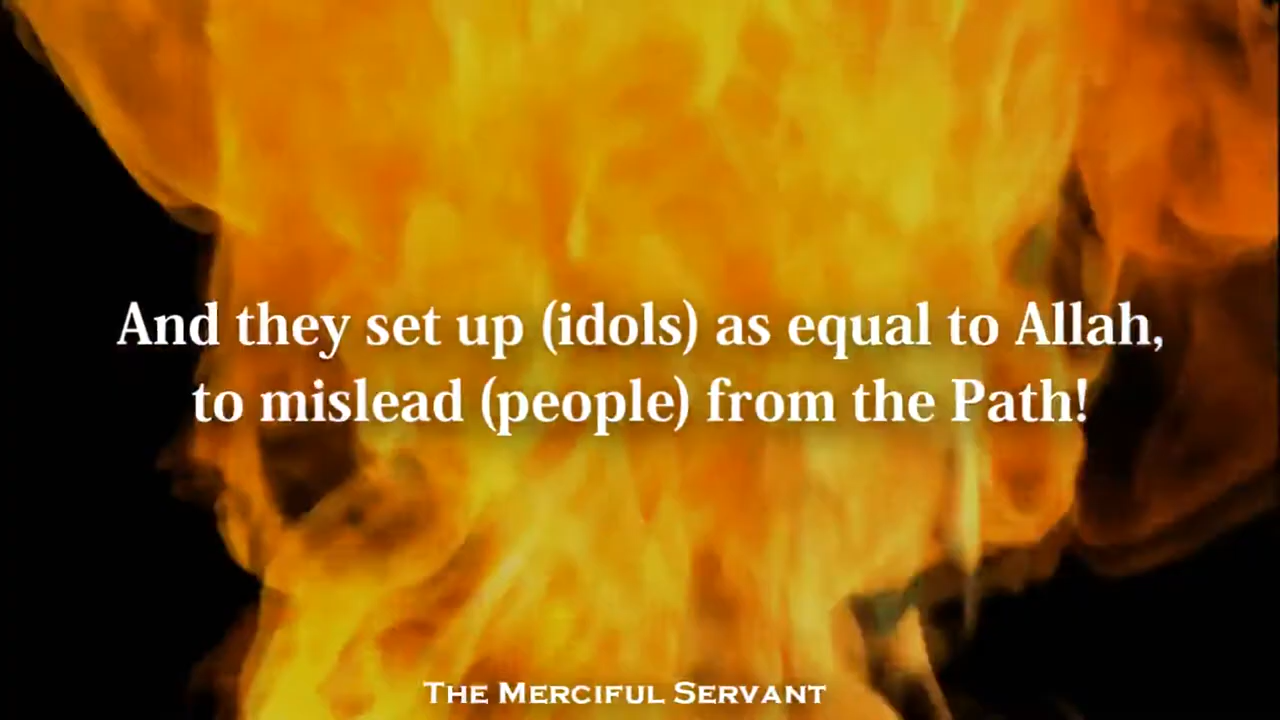 And they set up (idols) as equal to Allah,
to mislead (people) from the Path!
The Merciful Servant